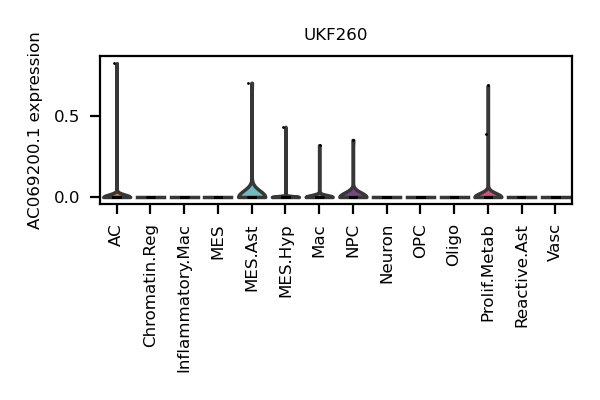 UKF260
AC069200.1 expression
0.5
0.0
AC
Chromatin.Reg
Inflammatory.Mac
MES
MES.Ast
MES.Hyp
Mac
NPC
Neuron
OPC
Oligo
Prolif.Metab
Reactive.Ast
Vasc